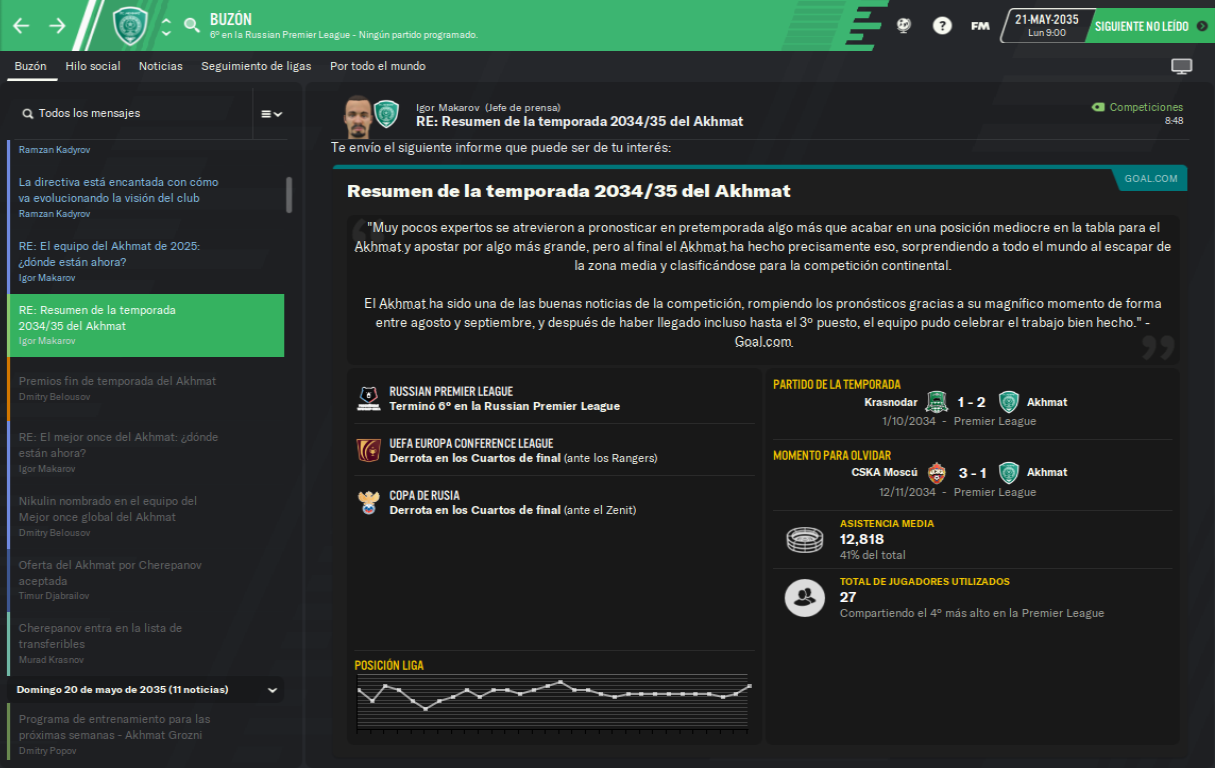 BUZÓN
6º en la Russian Premier League - Ningún partido programado.
FM
21-MAY-2035
Lun 9:00
SIGUIENTE NO LEÍDO
Buzón
Hilo social
Noticias
Seguimiento de ligas
Por todo el mundo
Todos los mensajes
Ramzan Kadyrov
La directiva está encantada con cómo
va evolucionando la visión del club
Ramzan Kadyrov
RE: El equipo del Akhmat de 2025:
¿dónde están ahora?
Igor Makarov
RE: Resumen de la temporada
2034/35 del Akhmat
Igor Makarov
Premios fin de temporada del Akhmat
Dmitry Belousov
RE: El mejor once del Akhmat: ¿dónde
están ahora?
Igor Makarov
Nikulin nombrado en el equipo del
Mejor once global del Akhmat
Dmitry Belousov
Oferta del Akhmat por Cherepanov
aceptada
Timur Djabrailov
Cherepanov entra en la lista de
transferibles
Murad Krasnov
Domingo 20 de mayo de 2035 (11 noticias)
Programa de entrenamiento para las
próximas semanas - Akhmat Grozni
Dmitry Popov
Igor Makarov (Jefe de prensa)
RE: Resumen de la temporada 2034/35 del Akhmat
Competiciones
8:48
Te envío el siguiente informe que puede ser de tu interés:
GOAL.COM
Resumen de la temporada 2034/35 del Akhmat
"Muy pocos expertos se atrevieron a pronosticar en pretemporada algo más que acabar en una posición mediocre en la tabla para el
Akhmat y apostar por algo más grande, pero al final el Akhmat ha hecho precisamente eso, sorprendiendo a todo el mundo al escapar de
la zona media y clasificándose para la competición continental.
El Akhmat ha sido una de las buenas noticias de la competición, rompiendo los pronósticos gracias a su magnífico momento de forma
entre agosto y septiembre, y después de haber llegado incluso hasta el 3º puesto, el equipo pudo celebrar el trabajo bien hecho." -
Goal.com
RUSSIAN PREMIER LEAGUE
Terminó 6º en la Russian Premier League
UEFA EUROPA CONFERENCE LEAGUE
Derrota en los Cuartos de final (ante los Rangers)
COPA DE RUSIA
Derrota en los Cuartos de final (ante el Zenit)
POSICIÓN LIGA
PARTIDO DE LA TEMPORADA
Krasnodar 1 - 2 Akhmat
1/10/2034 - Premier League
MOMENTO PARA OLVIDAR
CSKA Moscú 3 - 1 Akhmat
12/11/2034 - Premier League
ASISTENCIA MEDIA
12,818
41% del total
TOTAL DE JUGADORES UTILIZADOS
27
Compartiendo el 4º más alto en la Premier League